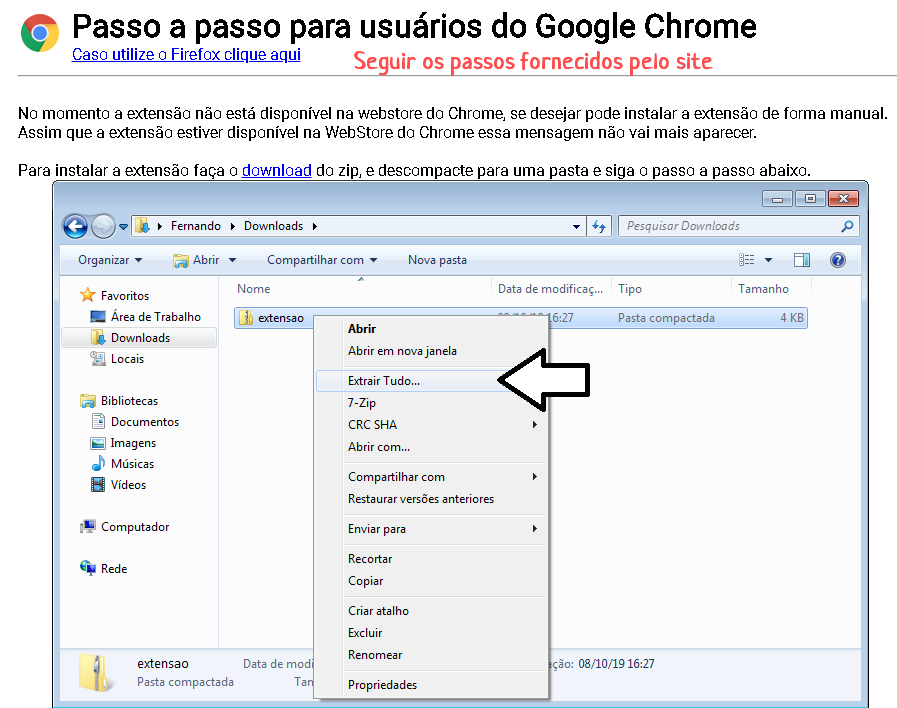 Passo a passo para usuários do Google Chrome
Caso utilize o Firefox clique aqui
Seguir os passos fornecidos pelo site
No momento a extensão não está disponível na webstore do Chrome, se desejar pode instalar a extensão de forma manual.
Assim que a extensão estiver disponível na WebStore do Chrome essa mensagem não vai mais aparecer.
Para instalar a extensão faça o download do zip, e descompacte para uma pasta e siga o passo a passo abaixo.
Fernando Downloads
Pesquisar Downloads
Organizar Abrir Compartilhar com Nova pasta
Nome Data de modificaç... Tipo Tamanho
Favoritos
Área de Trabalho
Downloads
Locais
Bibliotecas
Documentos
Imagens
Músicas
Vídeos
Computador
Rede
extensao 16:27 Pasta compactada 4 KB
Abrir
Abrir em nova janela
Extrair Tudo...
7-Zip
CRC SHA
Abrir com...
Compartilhar com
Restaurar versões anteriores
Enviar para
Recortar
Copiar
Criar atalho
Excluir
Renomear
Propriedades
extensao Data de modi ação: 08/10/19 16:27
Pasta compactada Tan